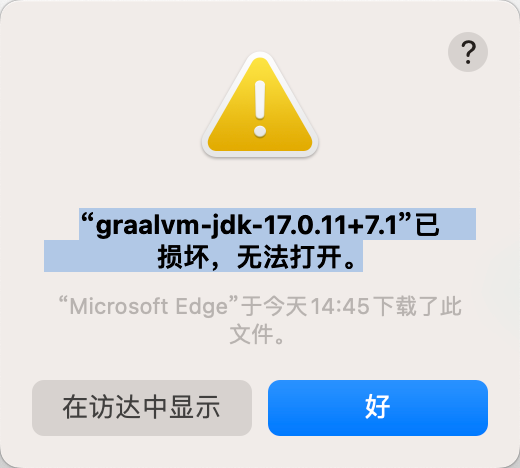 ?
“graalvm-jdk-17.0.11+7.1”已
损坏，无法打开。
“Microsoft Edge”于今天14:45下载了此
文件。
在访达中显示
好